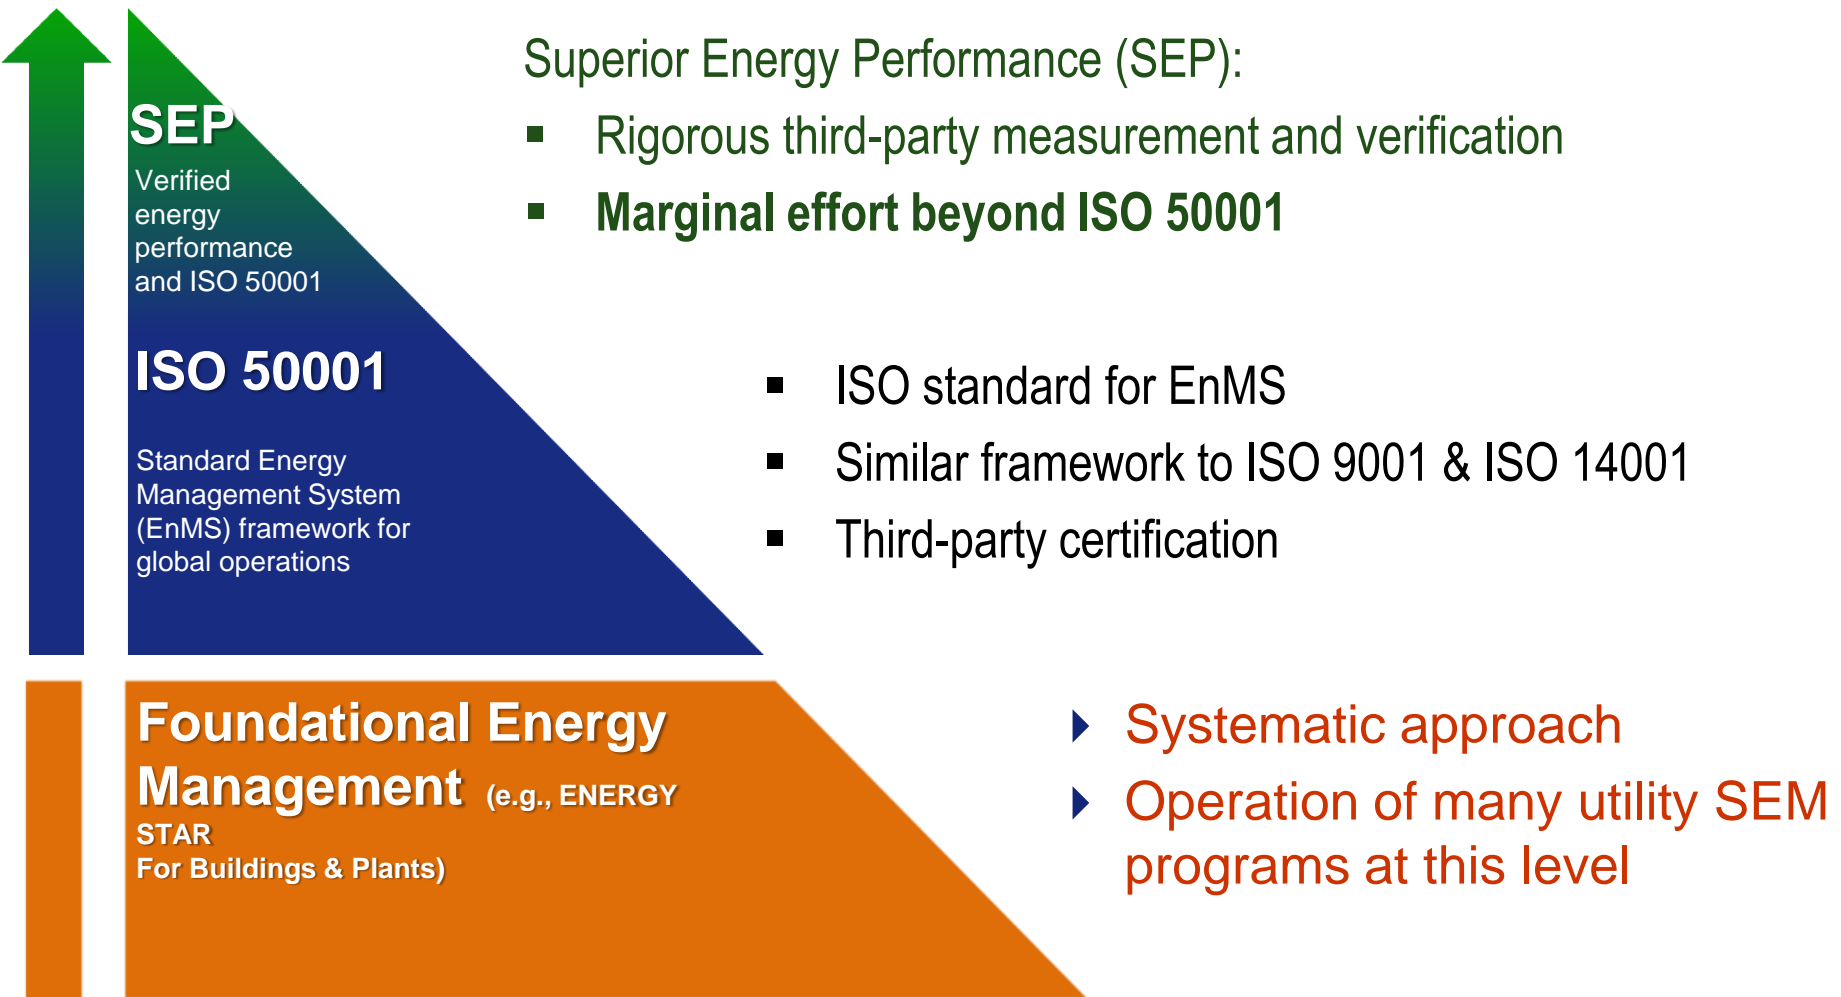 Superior Energy Performance (SEP):
▪ Rigorous third-party measurement and verification
▪ Marginal effort beyond ISO 50001
SEP
Verified
energy
performance
and ISO 50001
ISO 50001
Standard Energy
Management System
(EnMS) framework for
global operations
▪ ISO standard for EnMS
▪ Similar framework to ISO 9001 & ISO 14001
▪ Third-party certification
Foundational Energy
Management (e.g., ENERGY
STAR
For Buildings & Plants)
Systematic approach
Operation of many utility SEM
programs at this level